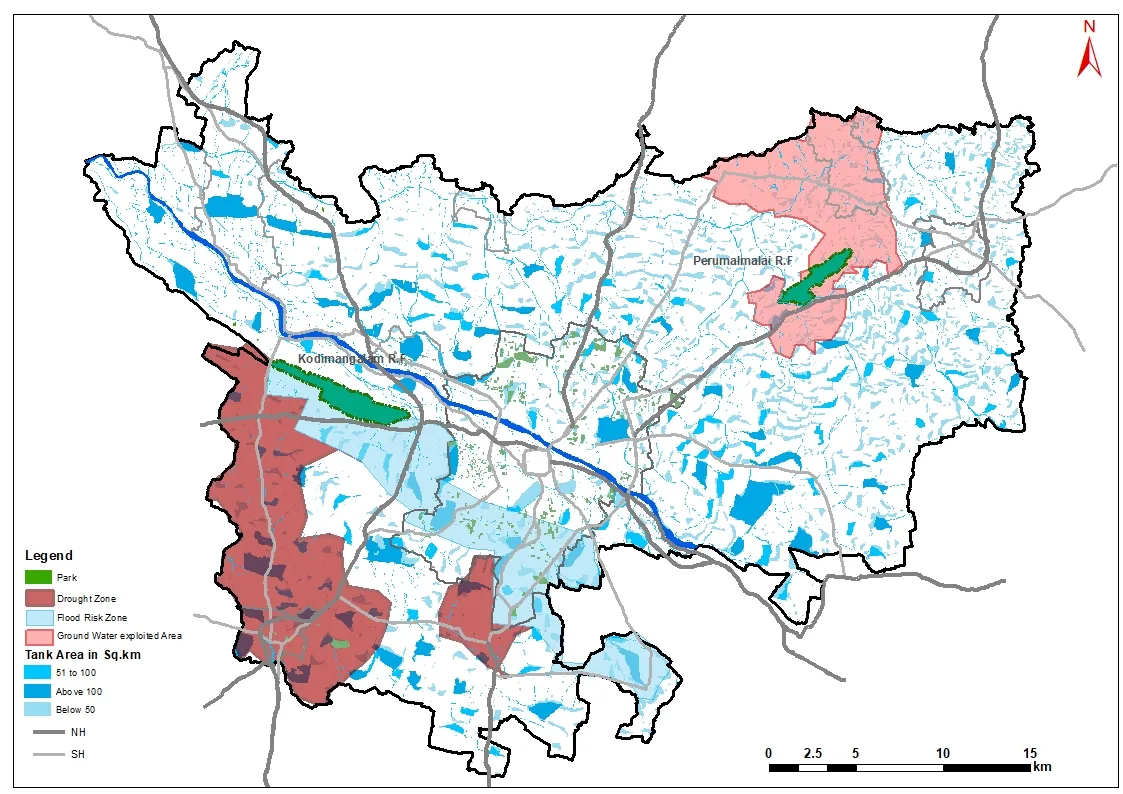 N
Perumalmalai R.F
Kodimangalam R.F.
Legend
Park
Drought Zone
Flood Risk Zone
Ground Water exploited Area
Tank Area in Sq.km
51 to 100
Above 100
Below 50
NH
SH
0 2.5 5 10 15
km